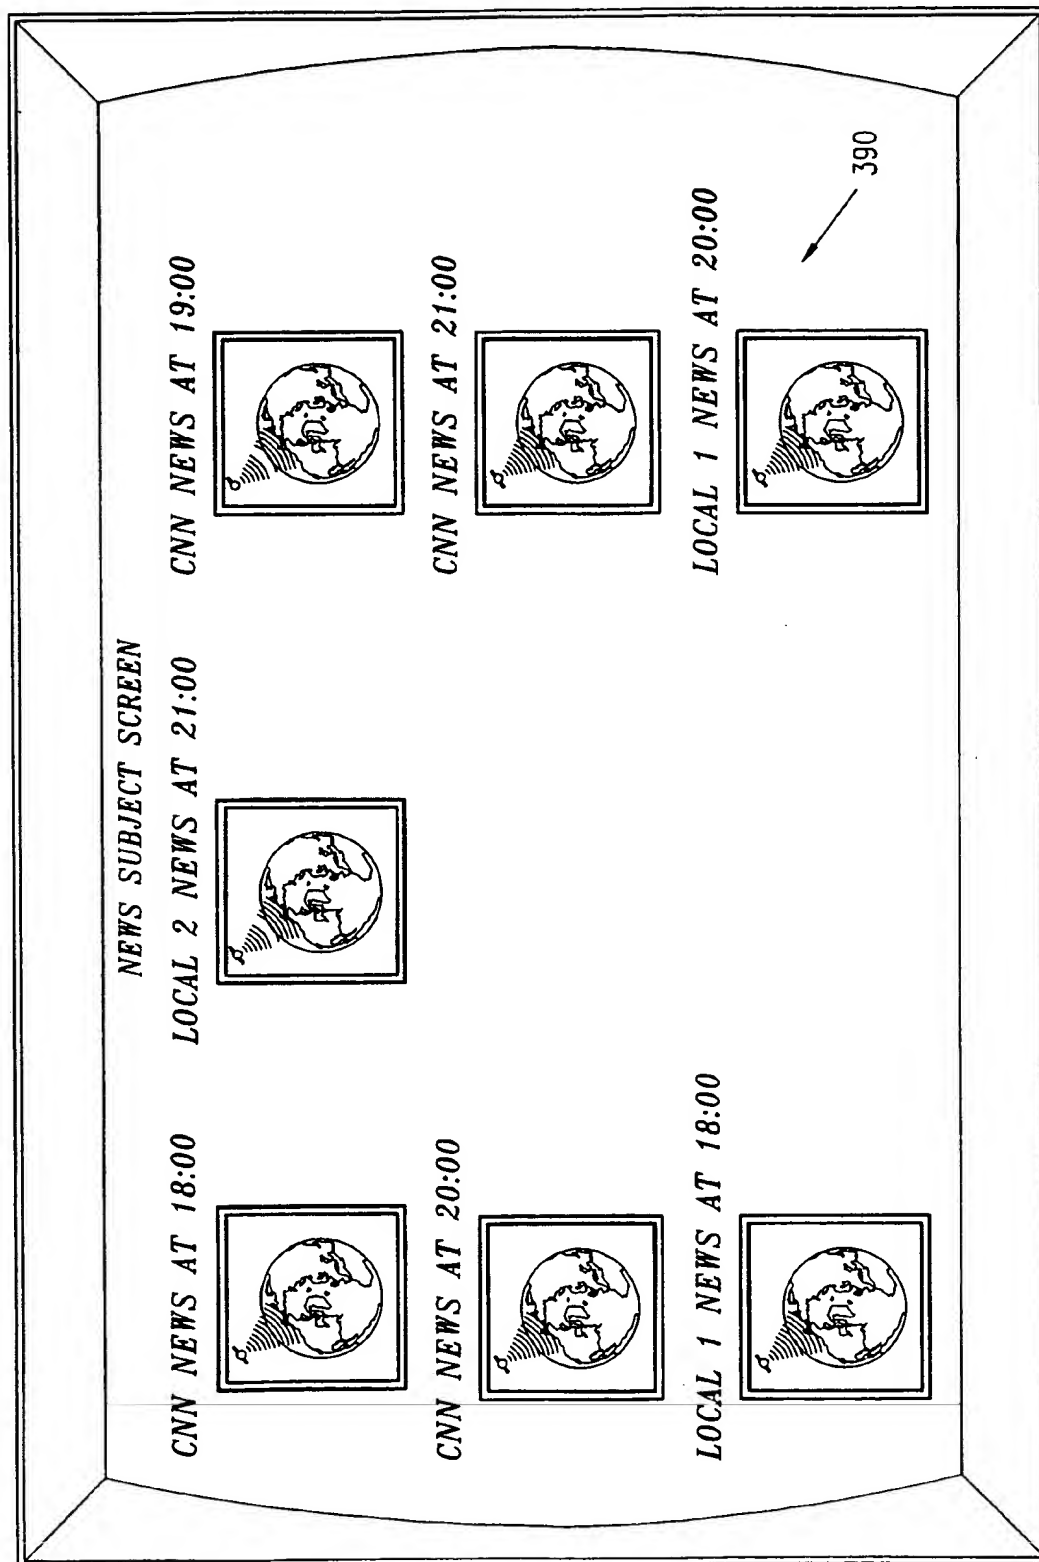 NEWS SUBJECT SCREEN
CNN NEWS AT 18:00
LOCAL 2 NEWS AT 21:00
CNN NEWS AT 19:00
CNN NEWS AT 20:00
CNN NEWS AT 21:00
LOCAL 1 NEWS AT 18:00
LOCAL 1 NEWS AT 20:00
390